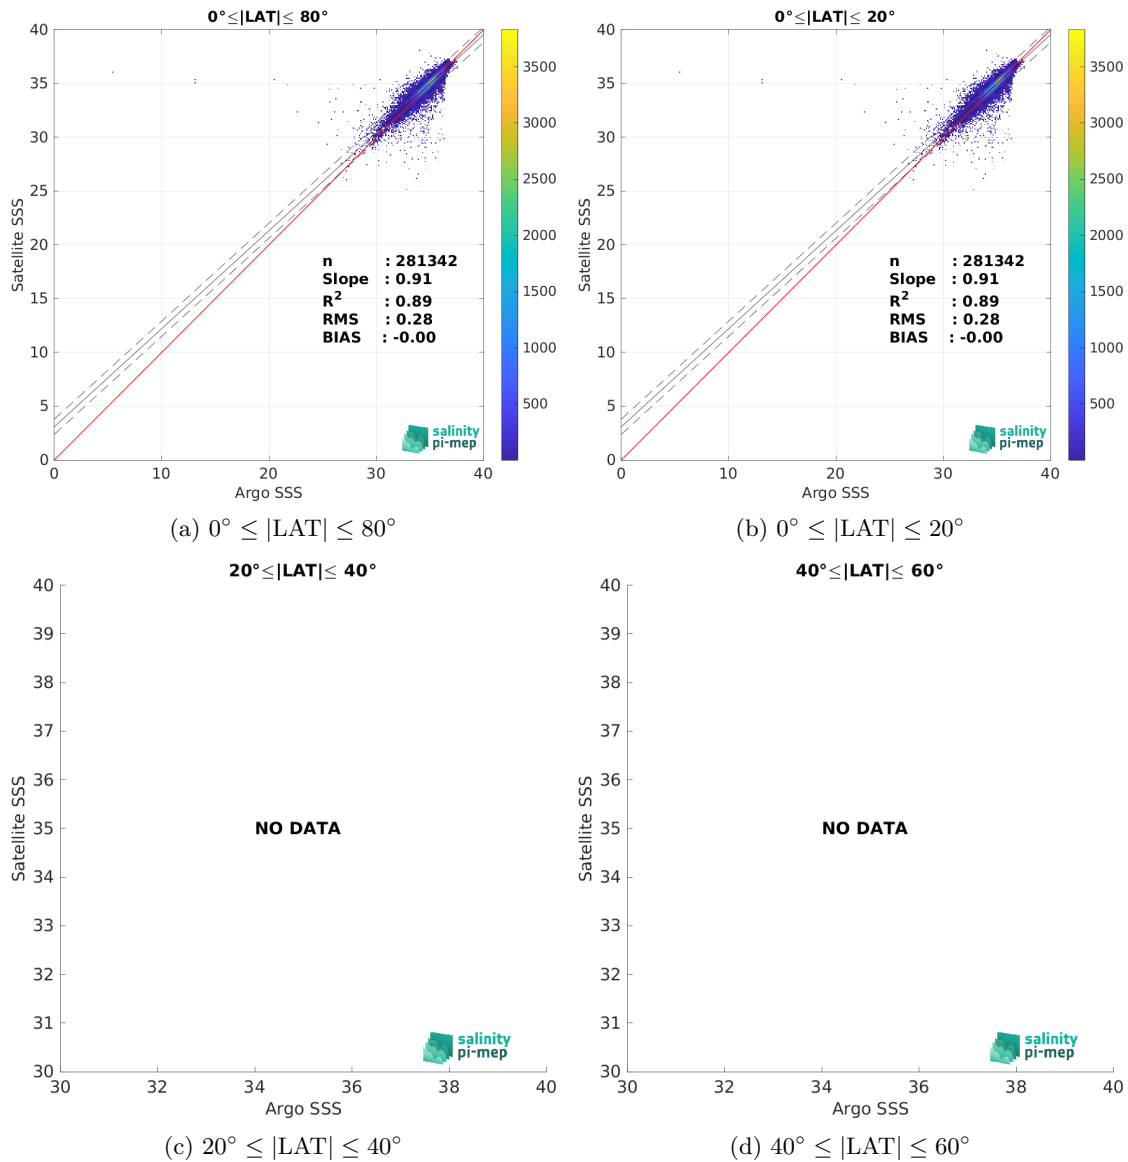 0°≤|LAT|≤ 80°
40
35
30
25
20
15
10
5
0
Satellite SSS
n : 281342
Slope : 0.91
R² : 0.89
RMS : 0.28
BIAS : -0.00
salinity
pi-mep
0 10 20 30 40
Argo SSS
3500
3000
2500
2000
1500
1000
500
(a) 0° ≤ |LAT| ≤ 80°
0°≤|LAT|≤ 20°
40
35
30
25
20
15
10
5
0
Satellite SSS
n : 281342
Slope : 0.91
R² : 0.89
RMS : 0.28
BIAS : -0.00
salinity
pi-mep
0 10 20 30 40
Argo SSS
3500
3000
2500
2000
1500
1000
500
(b) 0° ≤ |LAT| ≤ 20°
20°≤|LAT|≤ 40°
40
39
38
37
36
35
34
33
32
31
30
Satellite SSS
NO DATA
salinity
pi-mep
30 32 34 36 38 40
Argo SSS
(c) 20° ≤ |LAT| ≤ 40°
40°≤|LAT|≤ 60°
40
39
38
37
36
35
34
33
32
31
30
Satellite SSS
NO DATA
salinity
pi-mep
30 32 34 36 38 40
Argo SSS
(d) 40° ≤ |LAT| ≤ 60°